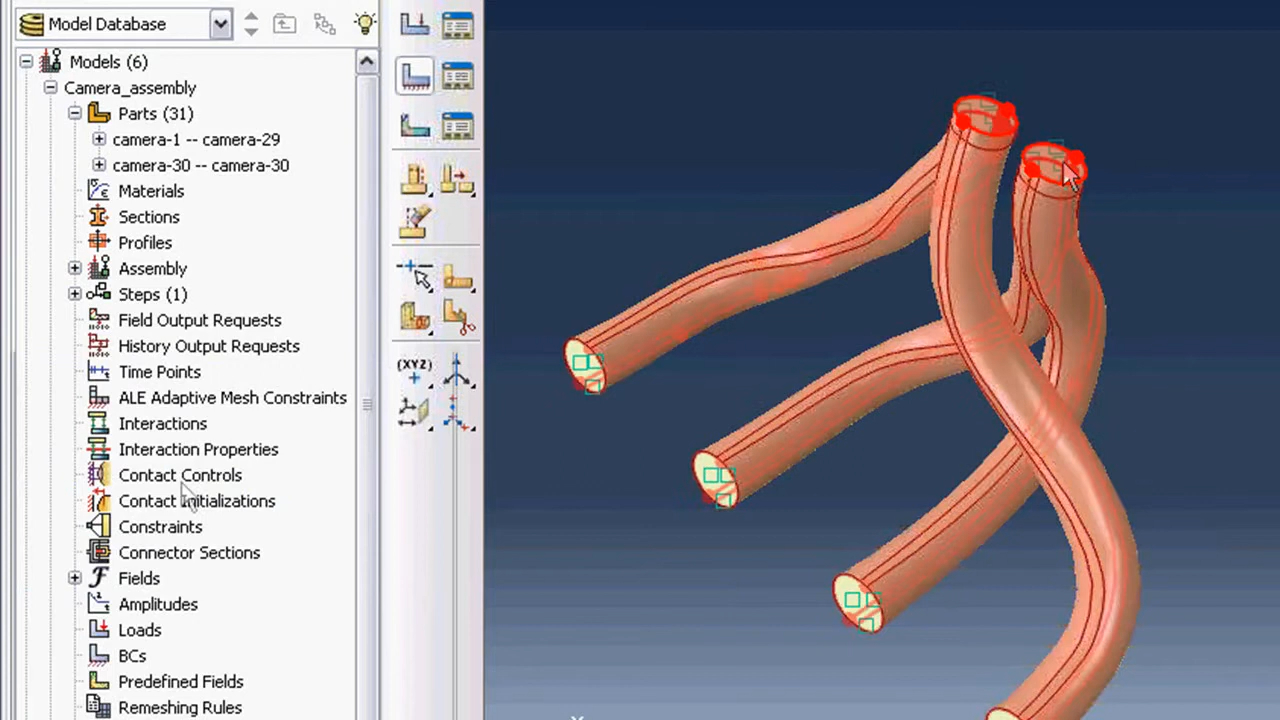 Model Database
Models (6)
Camera_assembly
Parts (31)
camera-1 -- camera-29
camera-30 -- camera-30
Materials
Sections
Profiles
Assembly
Steps (1)
Field Output Requests
History Output Requests
Time Points
ALE Adaptive Mesh Constraints
Interactions
Interaction Properties
Contact Controls
Contact Initializations
Constraints
Connector Sections
Fields
Amplitudes
Loads
BCs
Predefined Fields
Remeshing Rules
(XYZ)